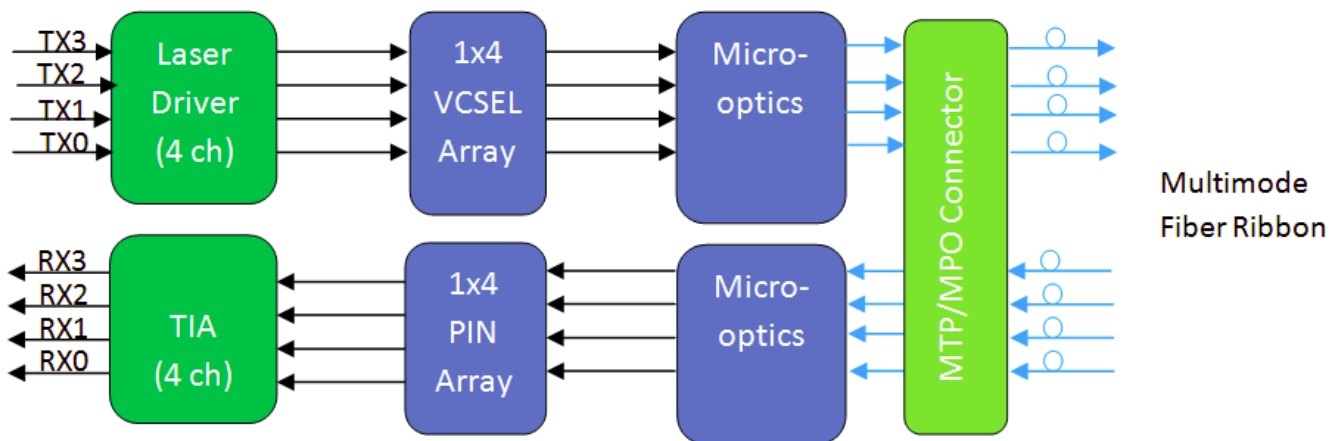 TX3
TX2
TX1
TX0
Laser
Driver
(4 ch)
1x4
VCSEL
Array
Micro-
optics
MTP/MPO Connector
Multimode
Fiber Ribbon
RX3
RX2
RX1
RX0
TIA
(4 ch)
1x4
PIN
Array
Micro-
optics